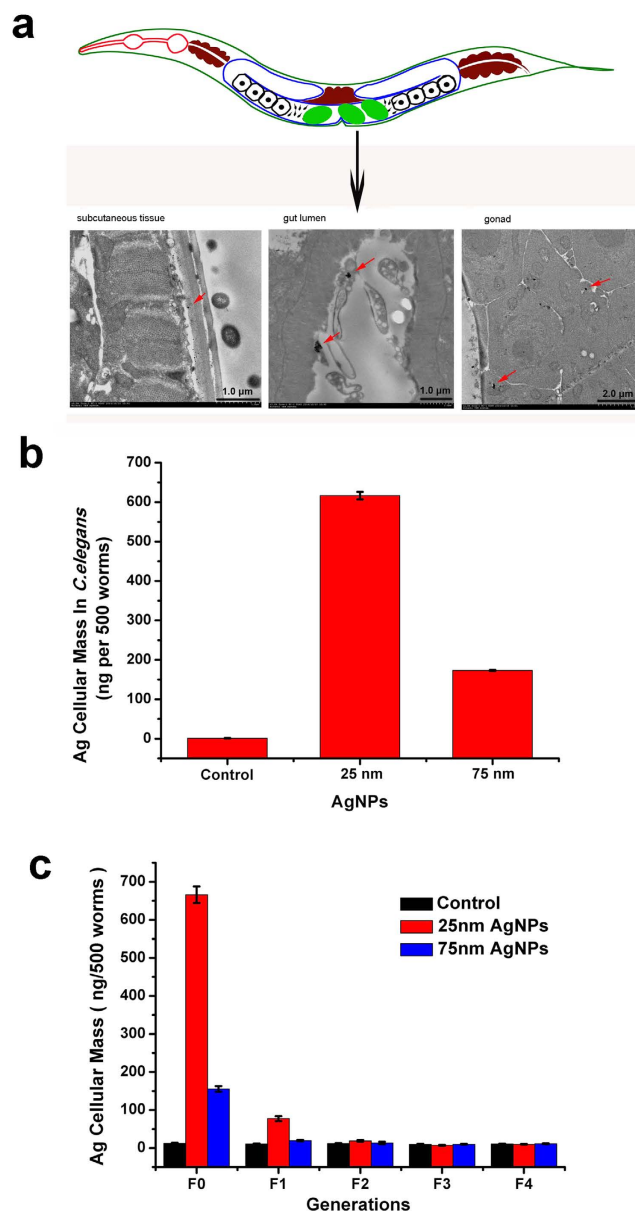 a
subcutaneous tissue
gut lumen
gonad
1.0 μm
1.0 μm
2.0 μm
b
Ag Cellular Mass In C.elegans
(ng per 500 worms)
700
600
500
400
300
200
100
0
Control
25 nm
75 nm
AgNPs
c
Ag Cellular Mass ( ng/500 worms )
700
600
500
400
300
200
100
0
Control
25nm AgNPs
75nm AgNPs
F0
F1
F2
F3
F4
Generations